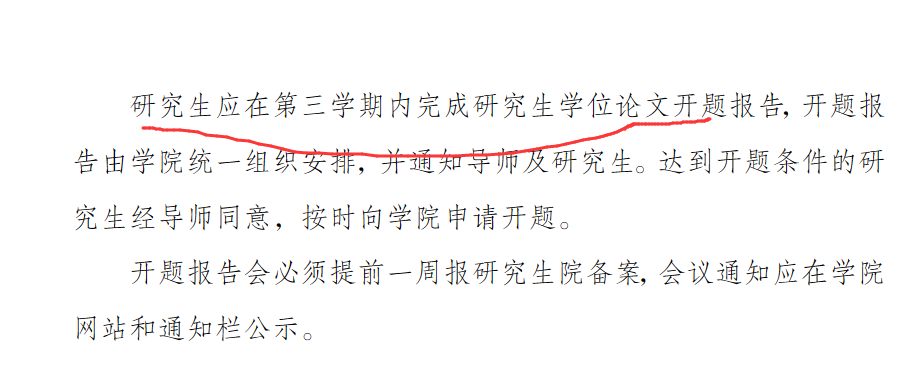 研究生应在第三学期内完成研究生学位论文开题报告，开题报
告由学院统一组织安排，并通知导师及研究生。达到开题条件的研
究生经导师同意，按时向学院申请开题。
开题报告会必须提前一周报研究生院备案，会议通知应在学院
网站和通知栏公示。